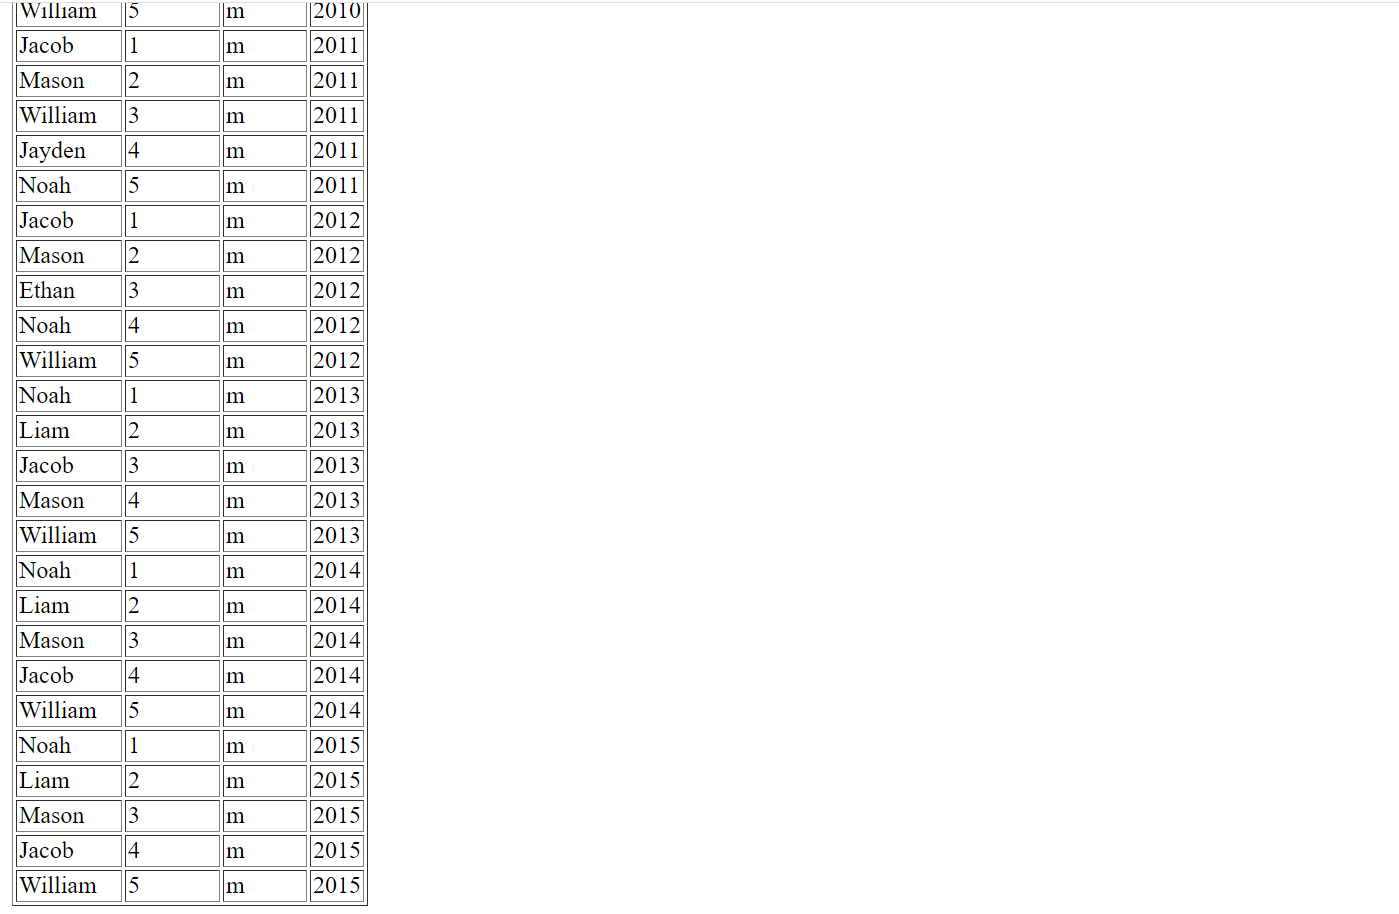 William 5 m 2010
Jacob 1 m 2011
Mason 2 m 2011
William 3 m 2011
Jayden 4 m 2011
Noah 5 m 2011
Jacob 1 m 2012
Mason 2 m 2012
Ethan 3 m 2012
Noah 4 m 2012
William 5 m 2012
Noah 1 m 2013
Liam 2 m 2013
Jacob 3 m 2013
Mason 4 m 2013
William 5 m 2013
Noah 1 m 2014
Liam 2 m 2014
Mason 3 m 2014
Jacob 4 m 2014
William 5 m 2014
Noah 1 m 2015
Liam 2 m 2015
Mason 3 m 2015
Jacob 4 m 2015
William 5 m 2015